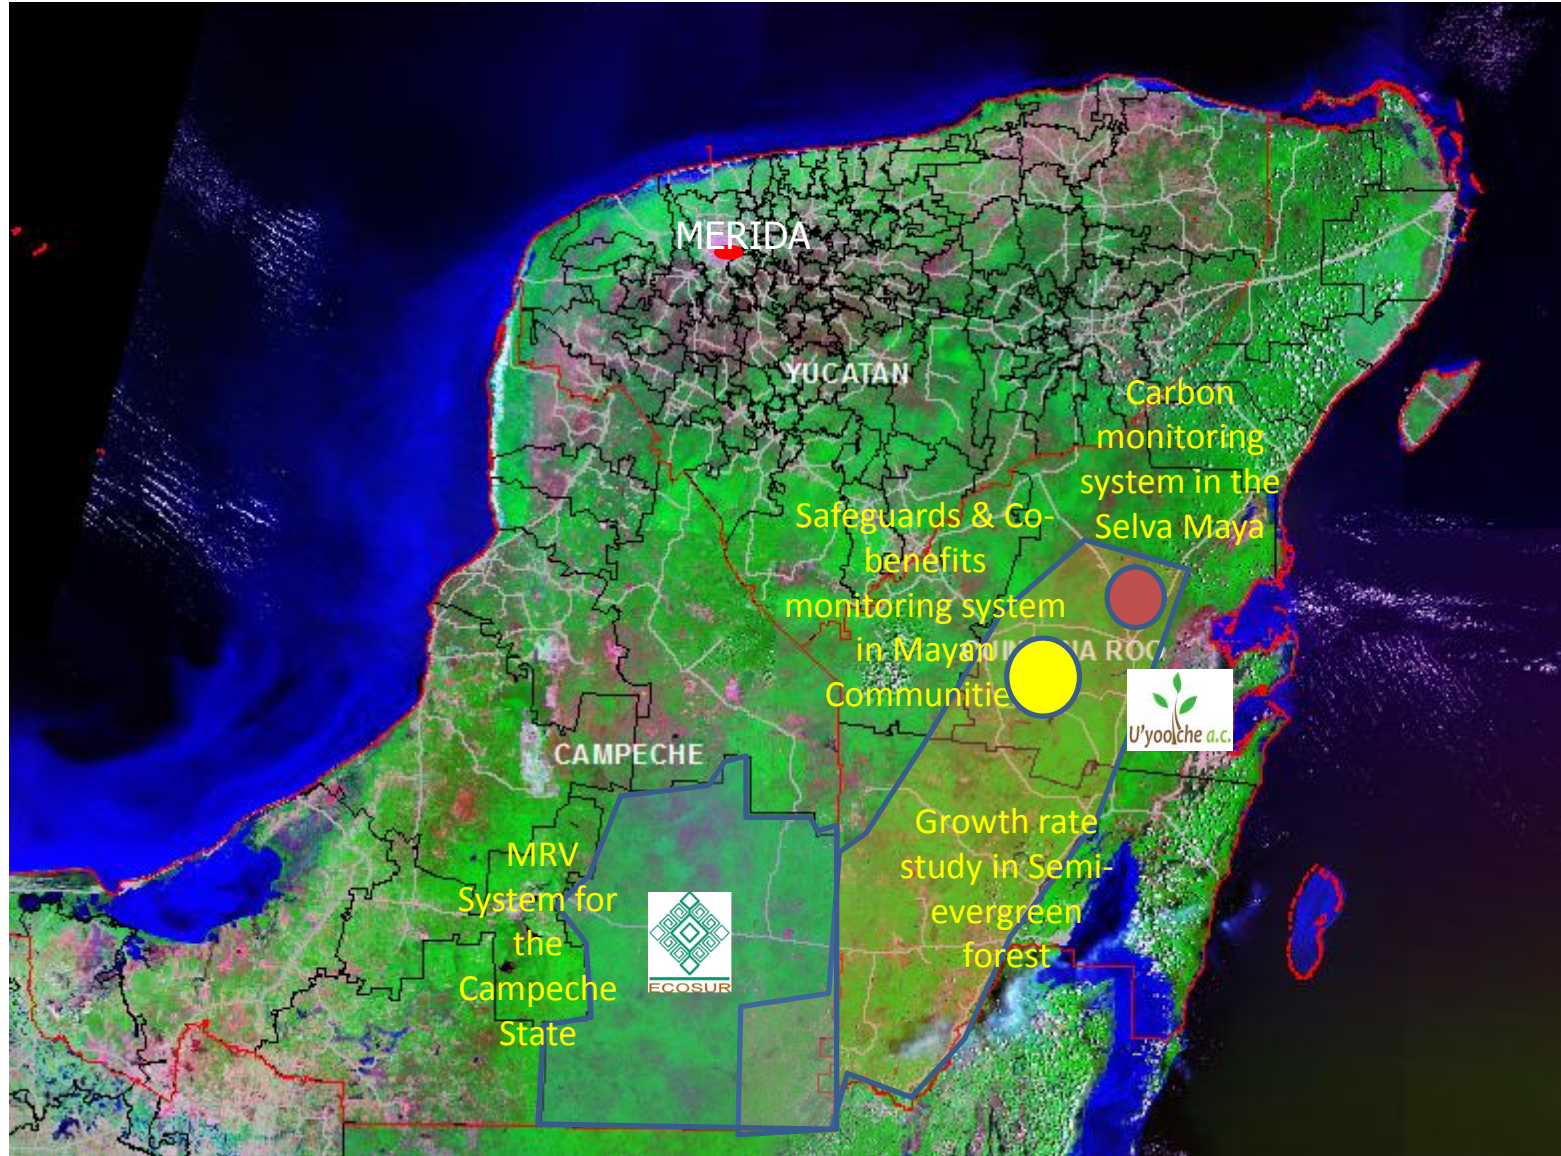 MERIDA
YUCATAN
Carbon
monitoring
system in the
Selva Maya
Safeguards & Co-
benefits
monitoring system
in Mayan
Communitie
ROO
U'yoolche a.c.
CAMPECHE
Growth rate
study in Semi-
evergreen
forest
MRV
System for
the
Campeche
State
ECOSUR